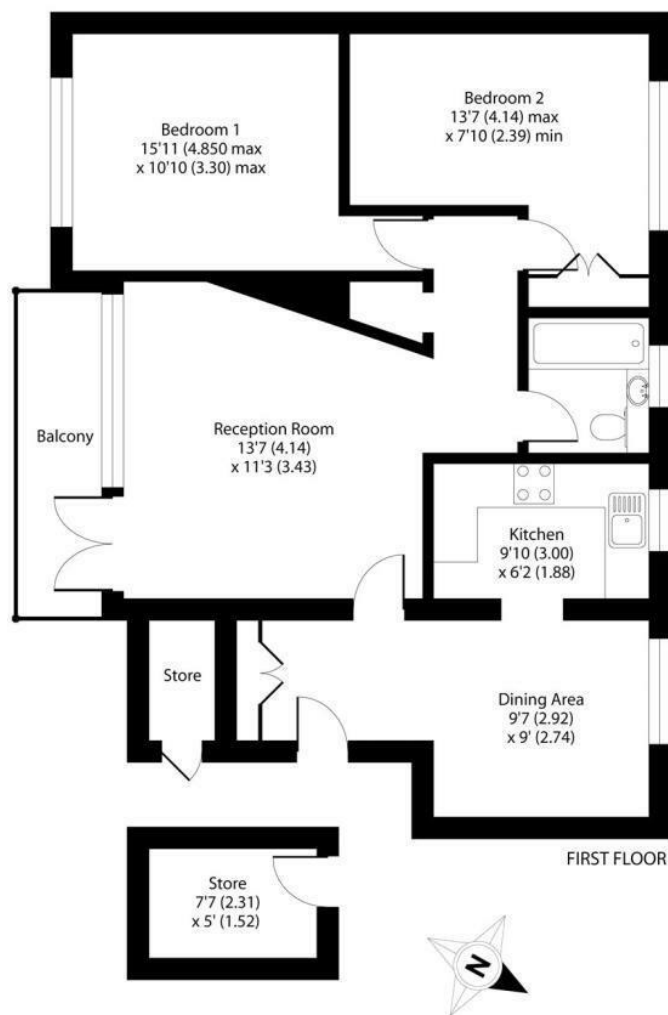 Bedroom 1
15'11 (4.850 max
x 10'10 (3.30) max
Bedroom 2
13'7 (4.14) max
x 7'10 (2.39) min
Balcony
Reception Room
13'7 (4.14)
x 11'3 (3.43)
Kitchen
9'10 (3.00)
x 6'2 (1.88)
Store
Dining Area
9'7 (2.92)
x 9' (2.74)
FIRST FLOOR
Store
7'7 (2.31)
x 5' (1.52)
N